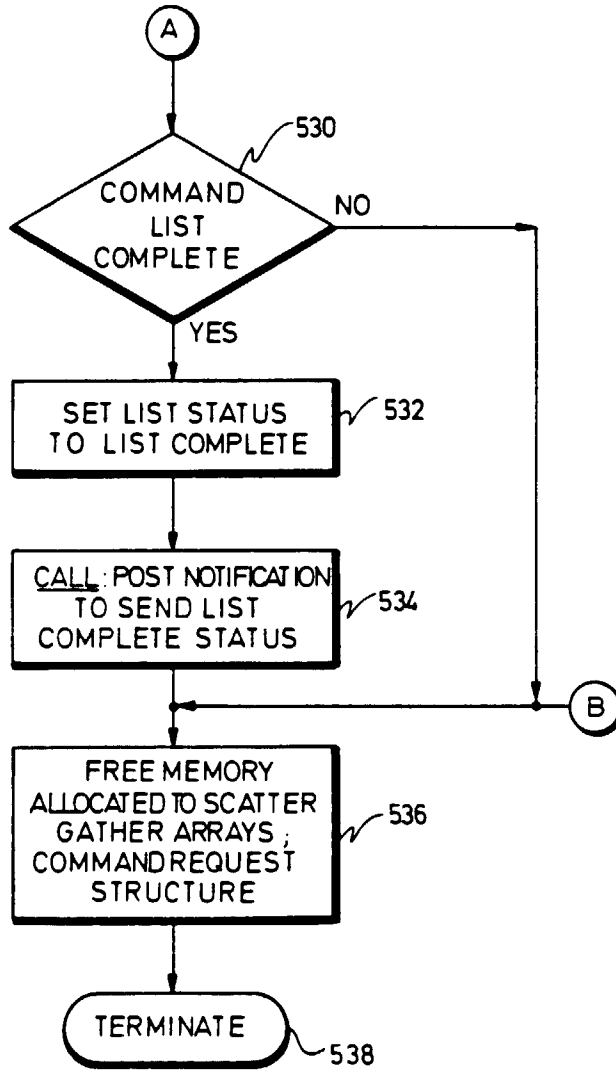 A
530
COMMAND
LIST
COMPLETE
NO
YES
SET LIST STATUS
TO LIST COMPLETE
532
CALL: POST NOTIFICATION
TO SEND LIST
COMPLETE STATUS
534
B
FREE MEMORY
ALLOCATED TO SCATTER
GATHER ARRAYS;
COMMAND REQUEST
STRUCTURE
536
TERMINATE
538